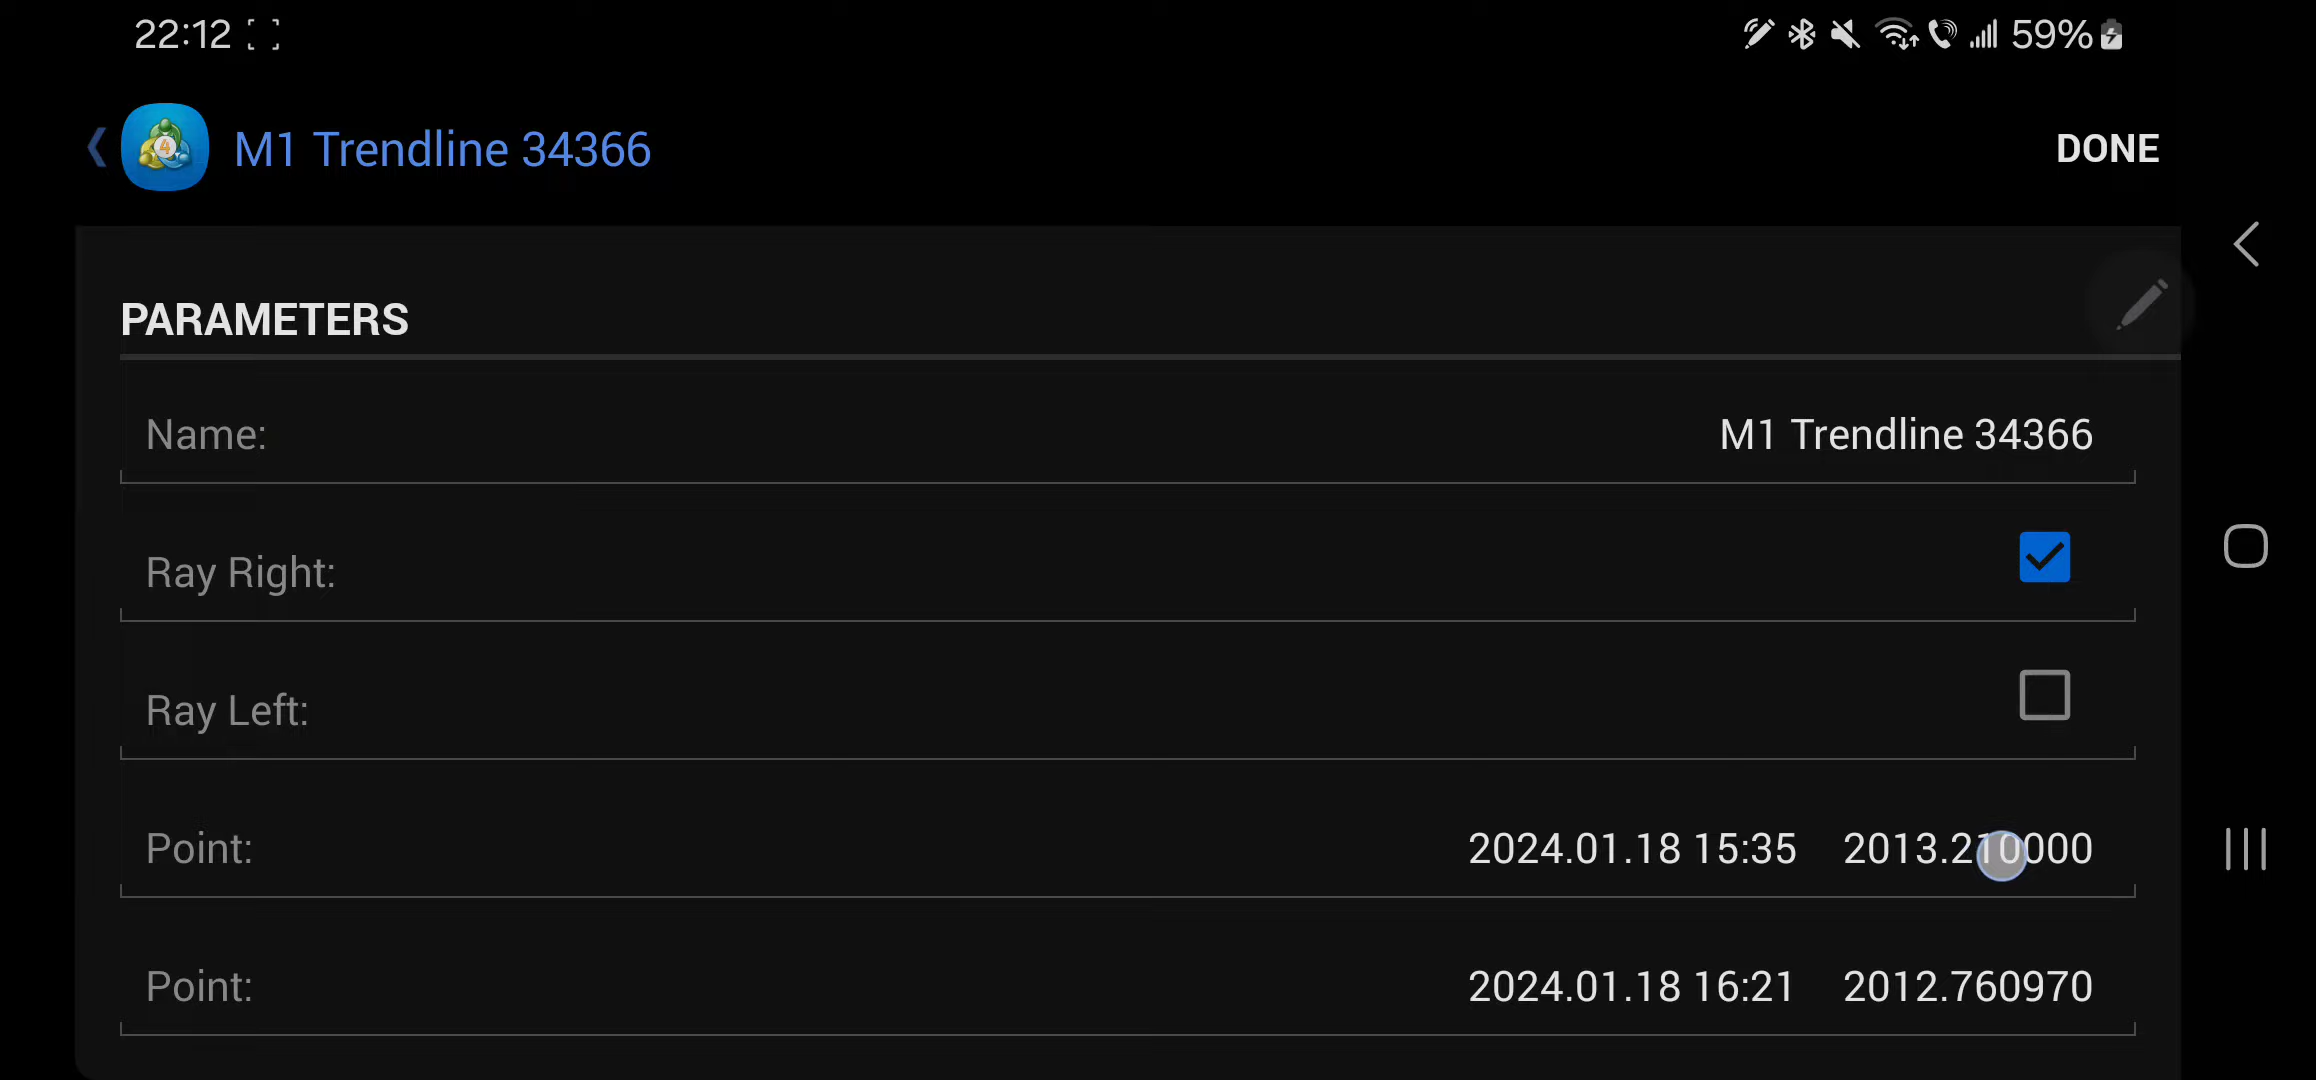 22:12
59%
4
M1 Trendline 34366
DONE
PARAMETERS
Name: M1 Trendline 34366
Ray Right:
Ray Left:
Point: 2024.01.18 15:35 2013.210000
Point: 2024.01.18 16:21 2012.760970